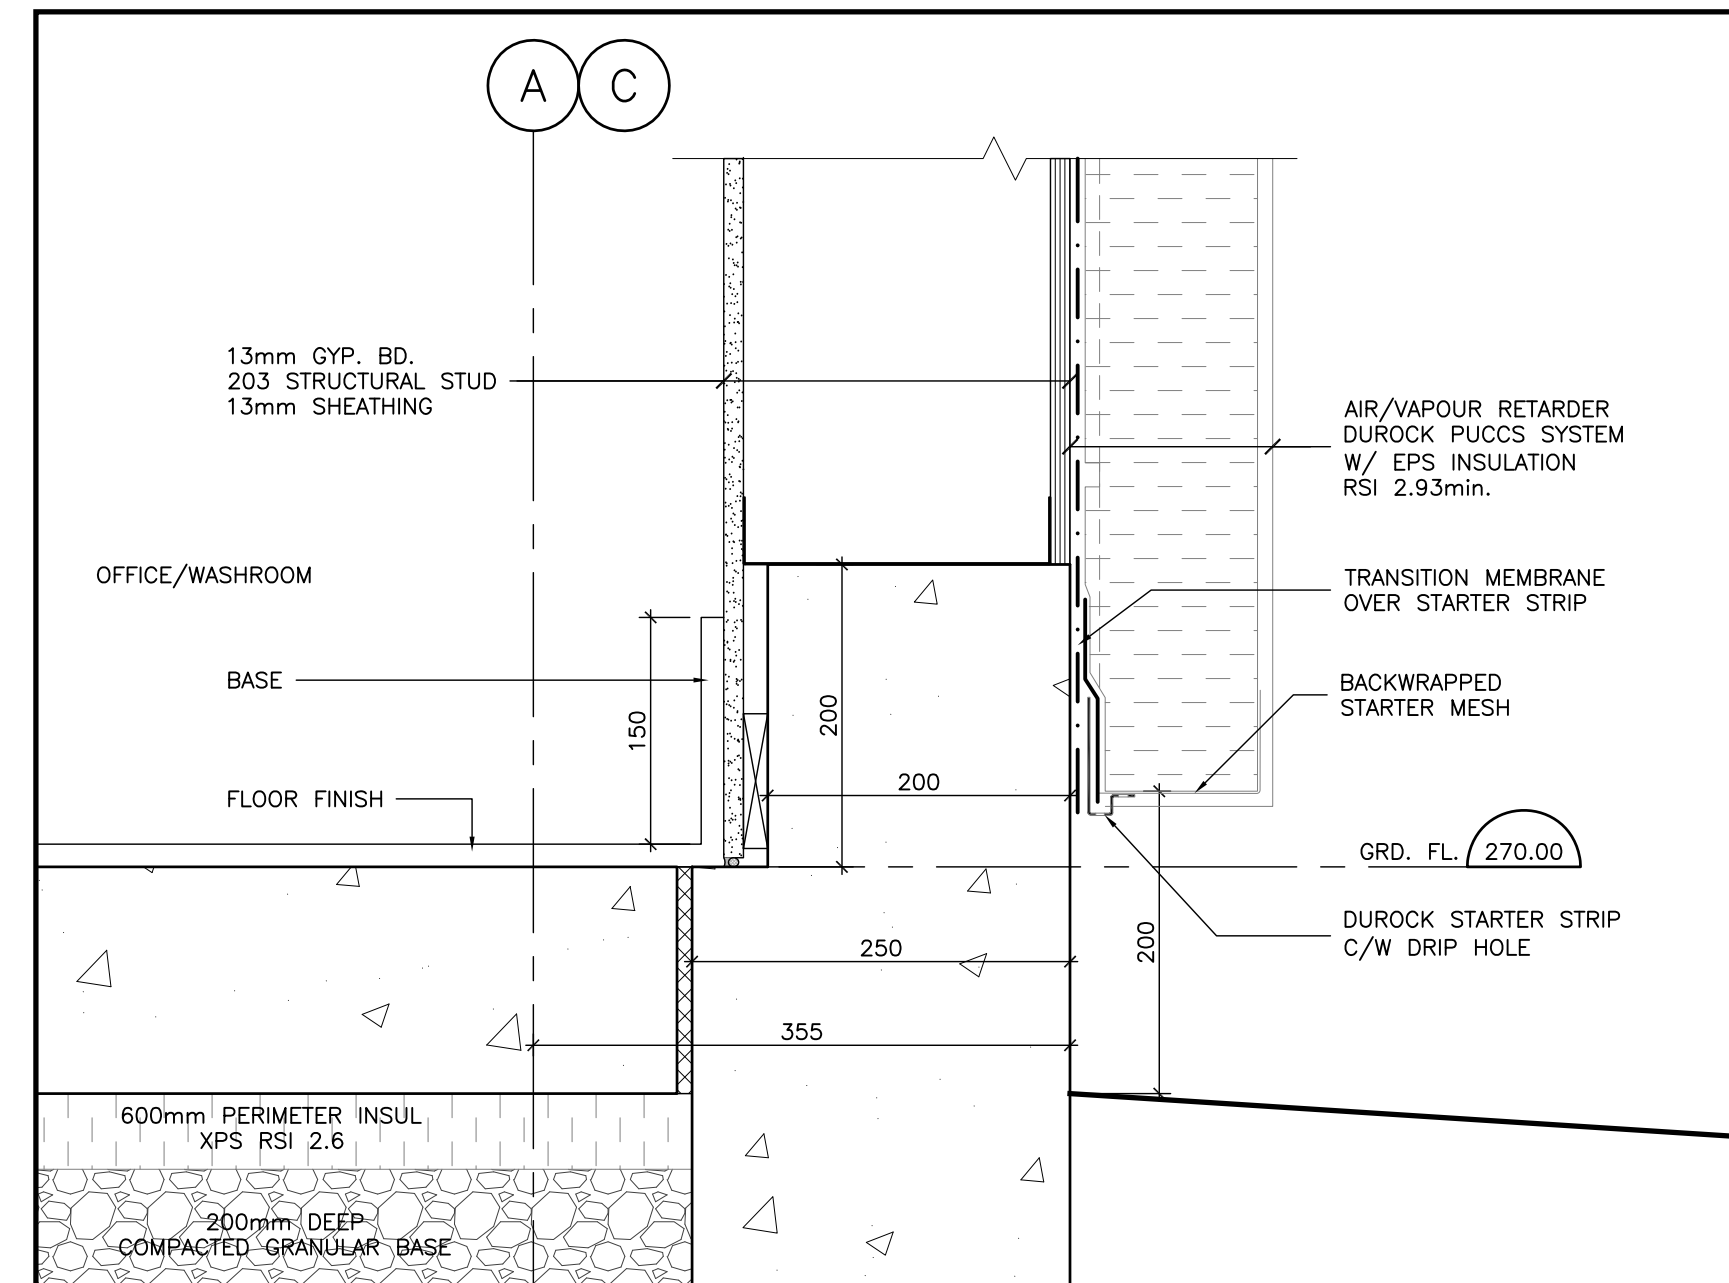 A C
13mm GYP. BD.
203 STRUCTURAL STUD
13mm SHEATHING
AIR/VAPOUR RETARDER
DUROCK PUCCS SYSTEM
W/ EPS INSULATION
RSI 2.93min.
OFFICE/WASHROOM
TRANSITION MEMBRANE
OVER STARTER STRIP
BASE
BACKWRAPPED
STARTER MESH
150
200
200
FLOOR FINISH
GRD. FL. 270.00
DUROCK STARTER STRIP
C/W DRIP HOLE
250
200
355
600mm PERIMETER INSUL
XPS RSI 2.6
200mm DEEP
COMPACTED GRANULAR BASE